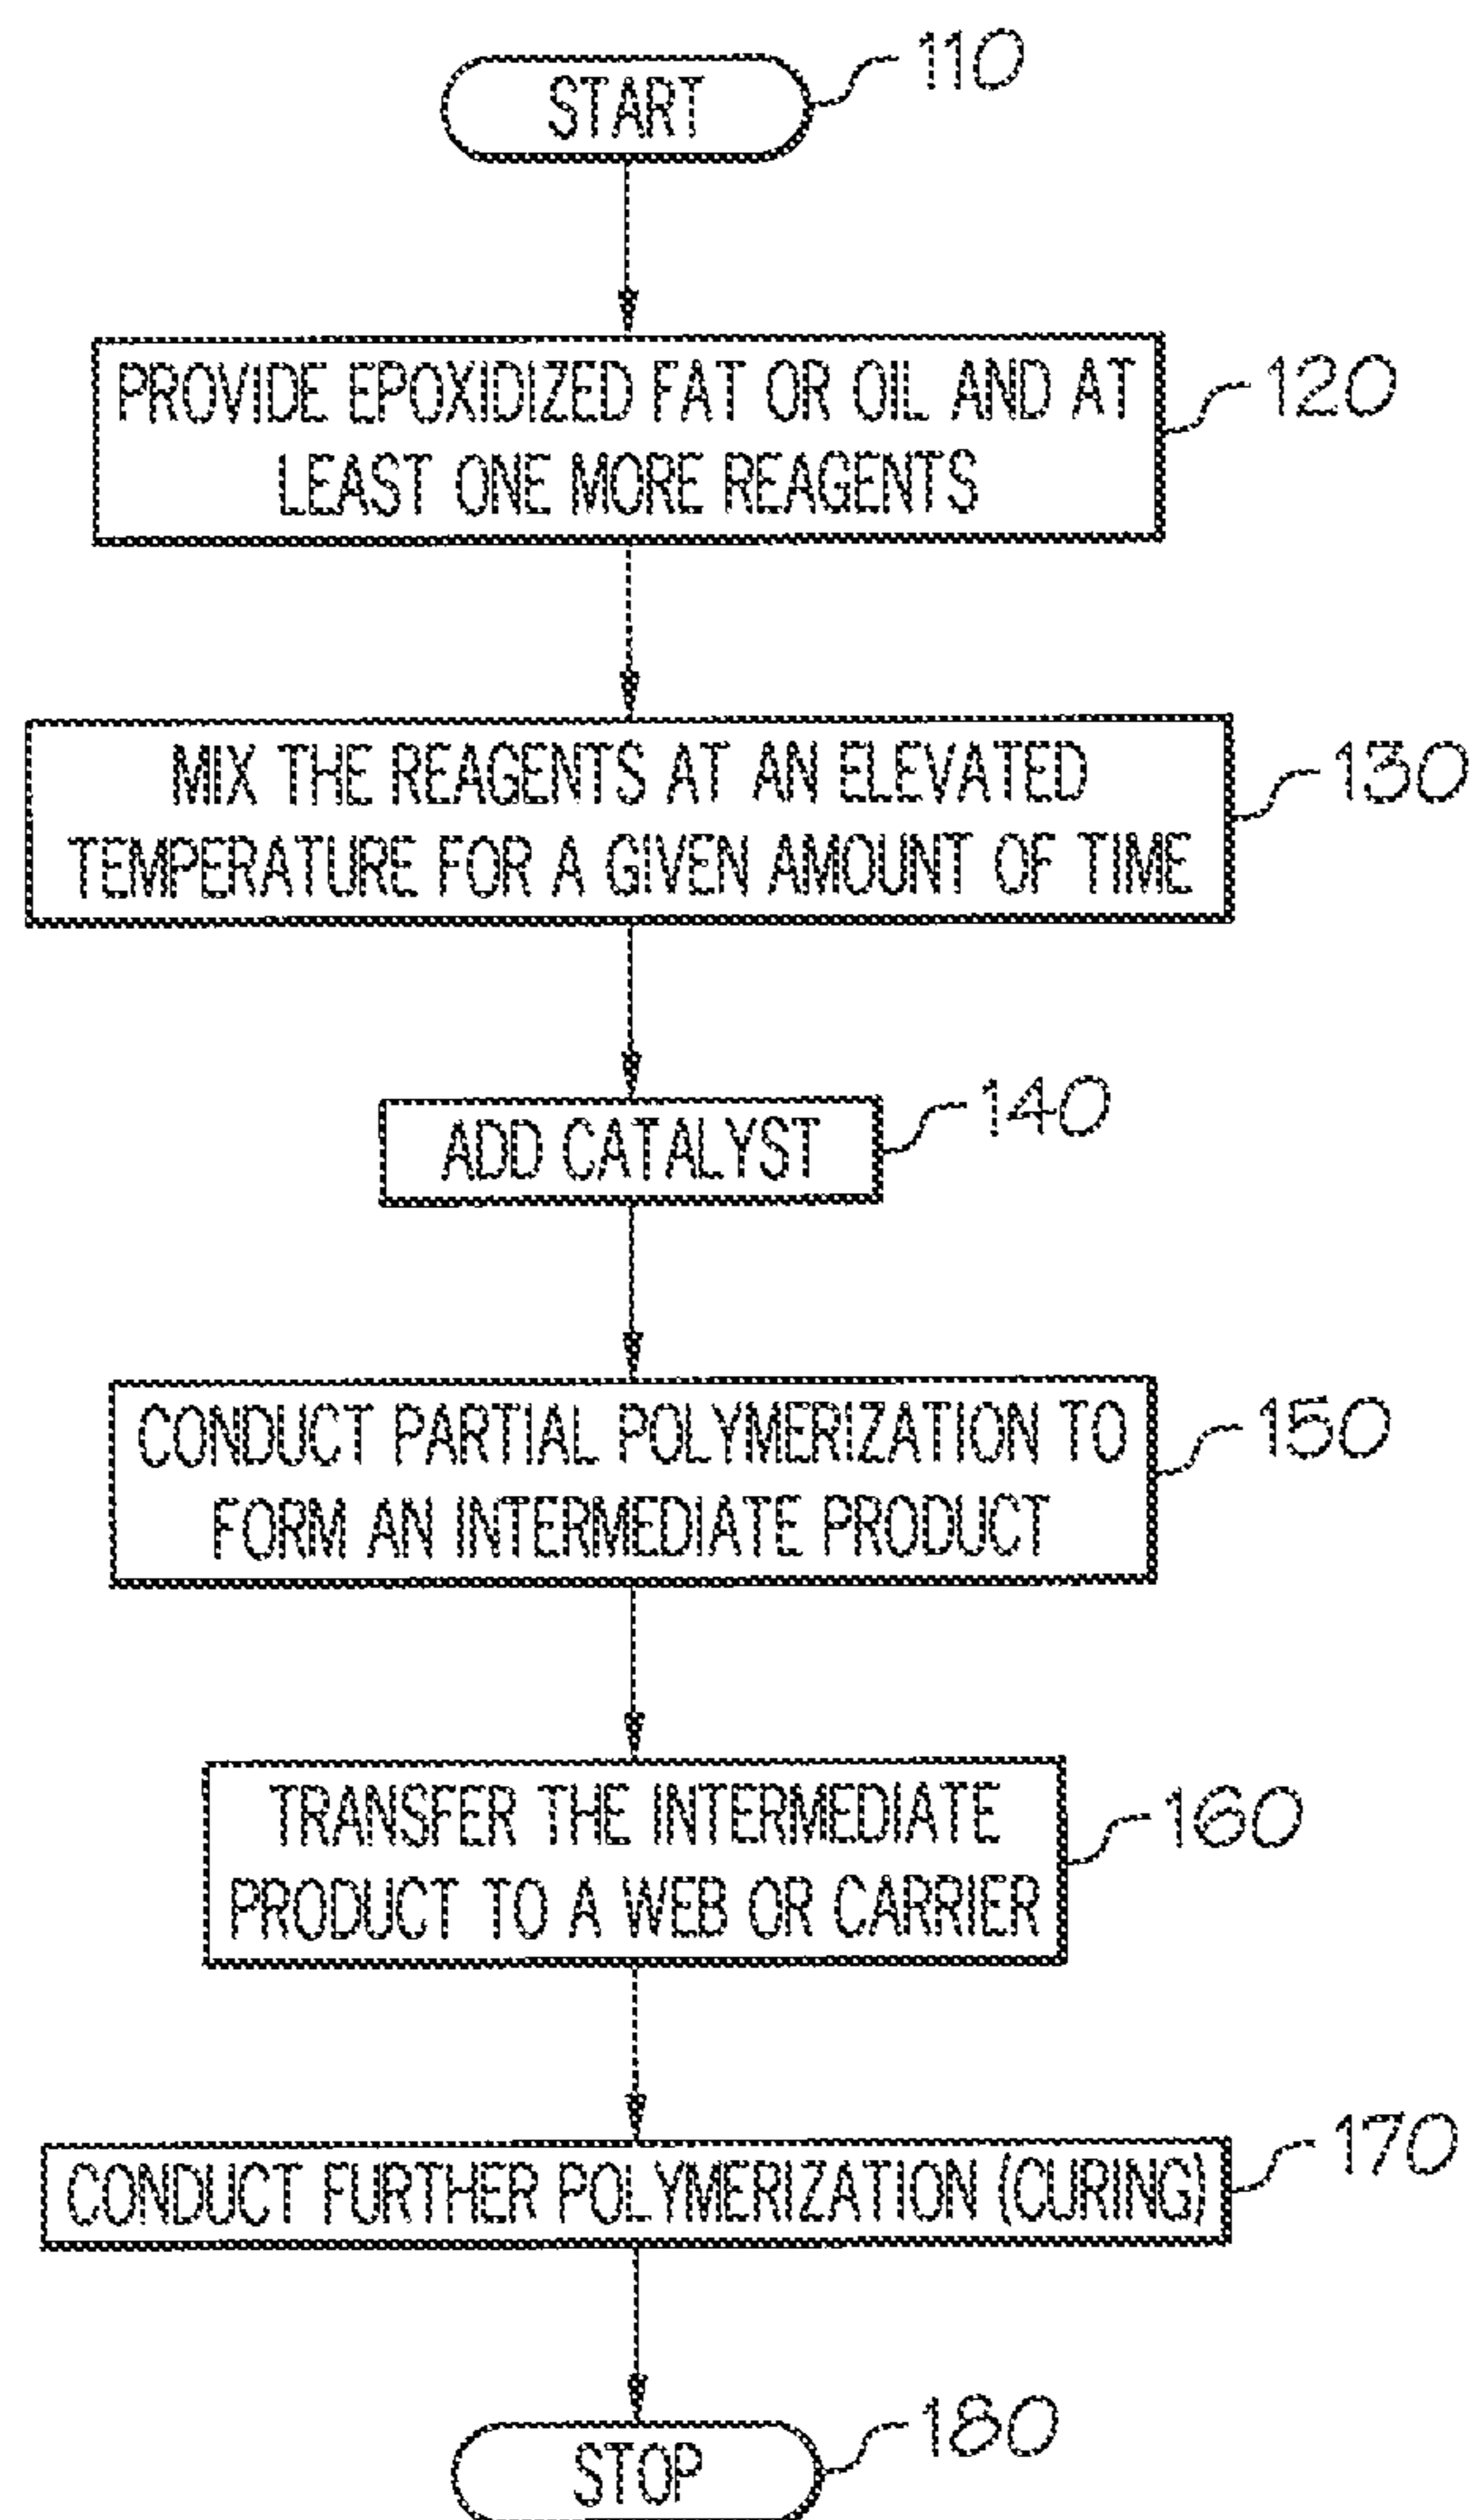 START
110
PROVIDE EPOXIDIZED FAT OR OIL AND AT
LEAST ONE MORE REAGENTS
120
MIX THE REAGENTS AT AN ELEVATED
TEMPERATURE FOR A GIVEN AMOUNT OF TIME
130
ADD CATALYST
140
CONDUCT PARTIAL POLYMERIZATION TO
FORM AN INTERMEDIATE PRODUCT
150
TRANSFER THE INTERMEDIATE
PRODUCT TO A WEB OR CARRIER
160
CONDUCT FURTHER POLYMERIZATION (CURING)
170
STOP
180